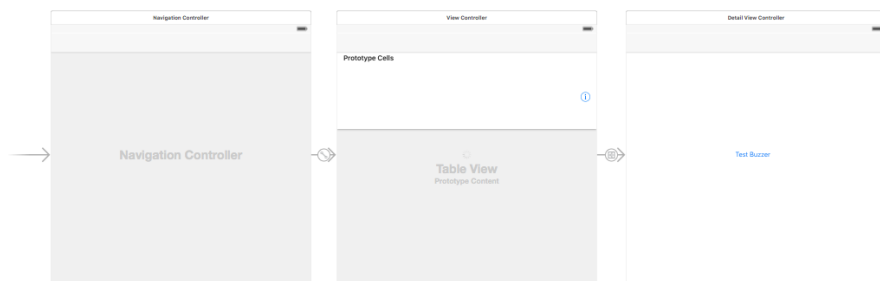 Navigation Controller
View Controller
Detail View Controller
Prototype Cells
Navigation Controller
Table View
Prototype Content
Test Buzzer